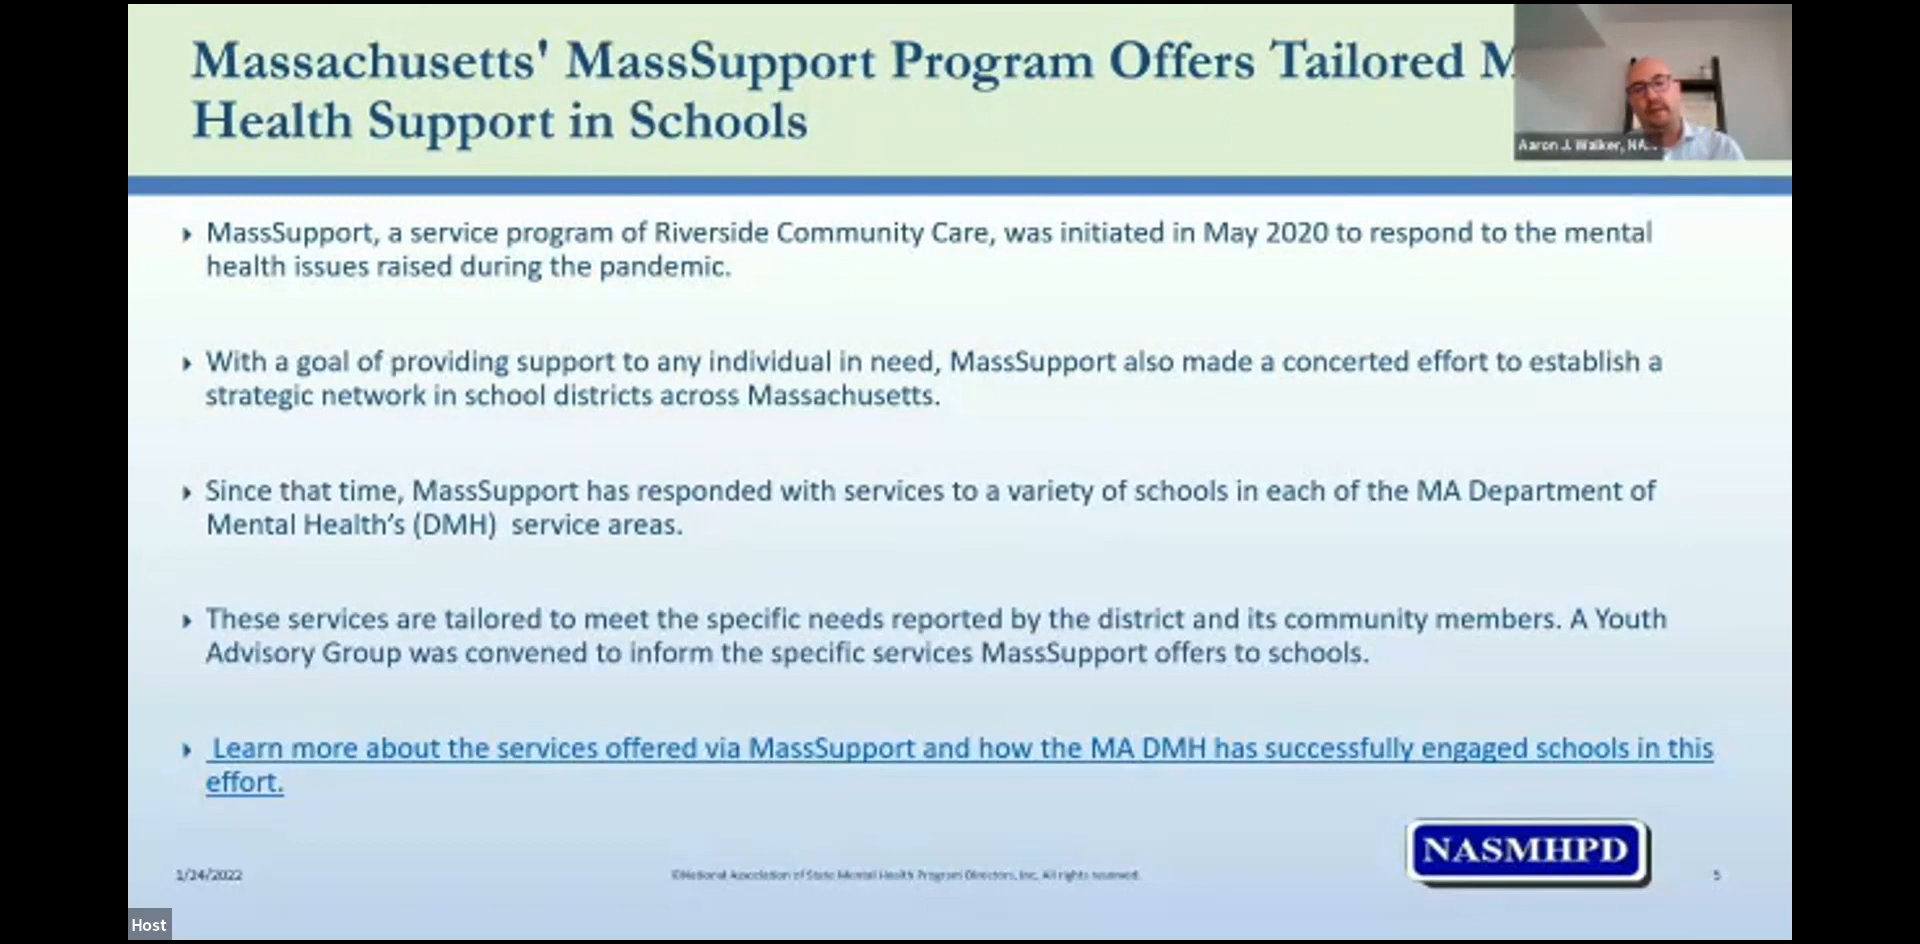 Massachusetts' MassSupport Program Offers Tailored M
Health Support in Schools
Aaron J. Walker, NA...
MassSupport, a service program of Riverside Community Care, was initiated in May 2020 to respond to the mental
health issues raised during the pandemic.
With a goal of providing support to any individual in need, MassSupport also made a concerted effort to establish a
strategic network in school districts across Massachusetts.
Since that time, MassSupport has responded with services to a variety of schools in each of the MA Department of
Mental Health’s (DMH) service areas.
These services are tailored to meet the specific needs reported by the district and its community members. A Youth
Advisory Group was convened to inform the specific services MassSupport offers to schools.
Learn more about the services offered via MassSupport and how the MA DMH has successfully engaged schools in this
effort.
NASMHPD
1/24/2022
©National Association of State Mental Health Program Directors, Inc. All rights reserved.
5
Host